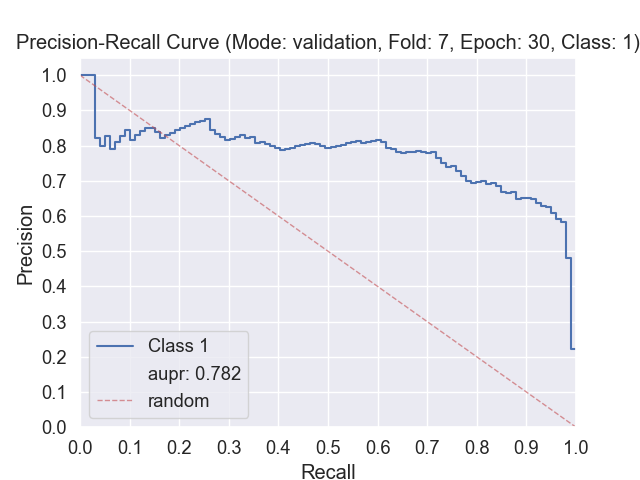 Precision-Recall Curve (Mode: validation, Fold: 7, Epoch: 30, Class: 1)
1.0
0.9
0.8
0.7
0.6
0.5
0.4
0.3
0.2
0.1
0.0
Precision
Class 1
aupr: 0.782
random
0.0 0.1 0.2 0.3 0.4 0.5 0.6 0.7 0.8 0.9 1.0
Recall